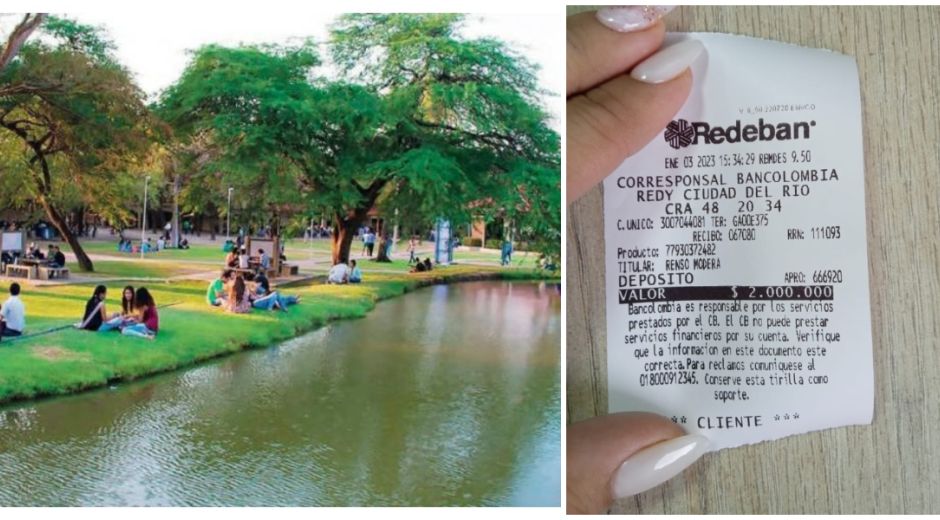 Redeban
ENE 03 2023 15:34:29 REMDES 9.50
CORRESPONSAL BANCOLOMBIA
REDY CIUDAD DEL RIO
CRA 48 20 34
C.UNICO: 3007044081 TER: GA00E375
RECIBO: 067080 RRN: 111093
Producto: 77930372482
TITULAR: RENSO MODERA
DEPOSITO APRO: 666920
VALOR $ 2.000.000
Bancolombia es responsable por los servicios
prestados por el CB. El CB no puede prestar
servicios financieros por su cuenta. Verifique
que la informacion en este documento este
correcta.Para reclamos comuniquese al
018000912345. Conserve esta tirilla como
soporte.
*** CLIENTE ***